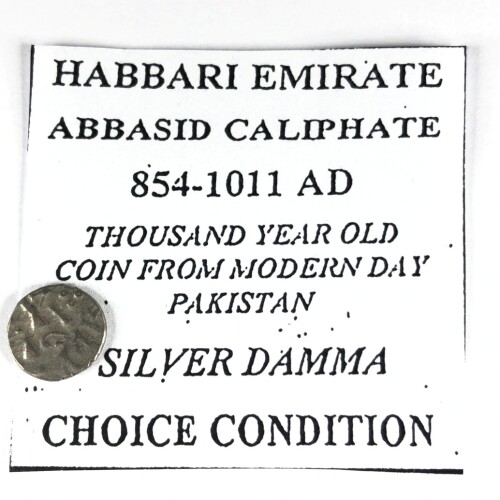 HABBARI EMIRATE
ABBASID CALIPHATE
854-1011 AD
THOUSAND YEAR OLD
COIN FROM MODERN DAY
PAKISTAN
SILVER DAMMA
CHOICE CONDITION